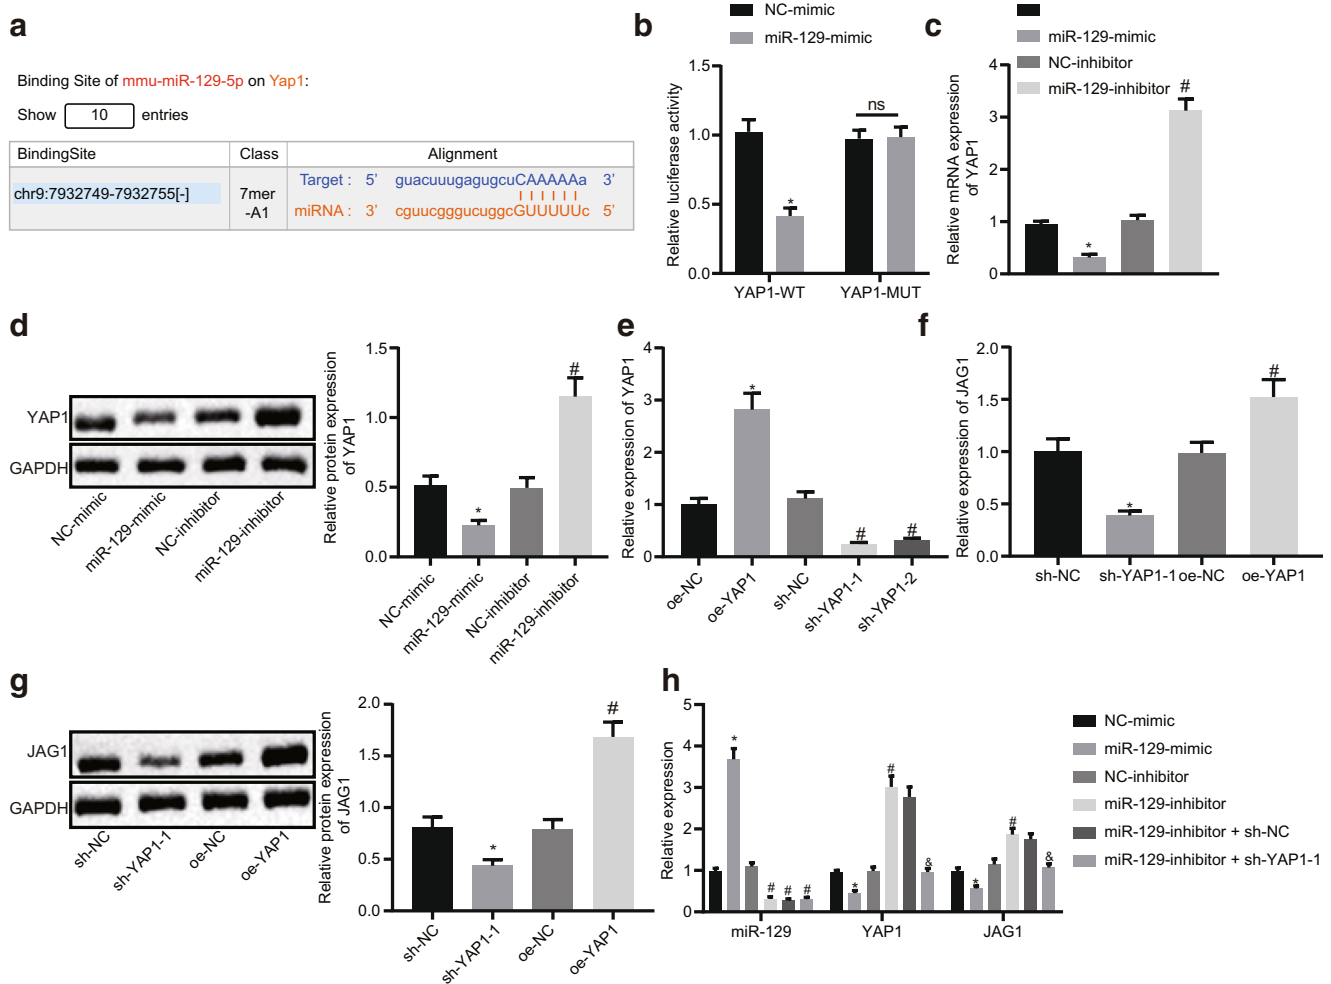 a
Binding Site of mmu-miR-129-5p on Yap1:
Show 10 entries
BindingSite Class Alignment
chr9:7932749-7932755[-] 7mer-A1
Target : 5' guacuuugagugcuCAAAAAa 3'
miRNA : 3' cguucgggucuggcGUUUUUc 5'
b
NC-mimic
miR-129-mimic
Relative luciferase activity
1.5
1.0
0.5
0.0
*
ns
YAP1-WT YAP1-MUT
c
miR-129-mimic
NC-inhibitor
miR-129-inhibitor
Relative mRNA expression
of YAP1
4
3
2
1
0
*
#
d
YAP1
GAPDH
NC-mimic
miR-129-mimic
NC-inhibitor
miR-129-inhibitor
Relative protein expression
of YAP1
1.5
1.0
0.5
0.0
*
#
NC-mimic
miR-129-mimic
NC-inhibitor
miR-129-inhibitor
e
Relative expression of YAP1
4
3
2
1
0
*
#
#
oe-NC
oe-YAP1
sh-NC
sh-YAP1-1
sh-YAP1-2
f
Relative expression of JAG1
2.0
1.5
1.0
0.5
0.0
*
#
sh-NC sh-YAP1-1 oe-NC oe-YAP1
g
JAG1
GAPDH
sh-NC
sh-YAP1-1
oe-NC
oe-YAP1
Relative protein expression
of JAG1
2.0
1.5
1.0
0.5
0.0
*
#
sh-NC
sh-YAP1-1
oe-NC
oe-YAP1
h
Relative expression
5
4
3
2
1
0
*
# # #
*
#
&
*
#
&
miR-129 YAP1 JAG1
NC-mimic
miR-129-mimic
NC-inhibitor
miR-129-inhibitor
miR-129-inhibitor + sh-NC
miR-129-inhibitor + sh-YAP1-1